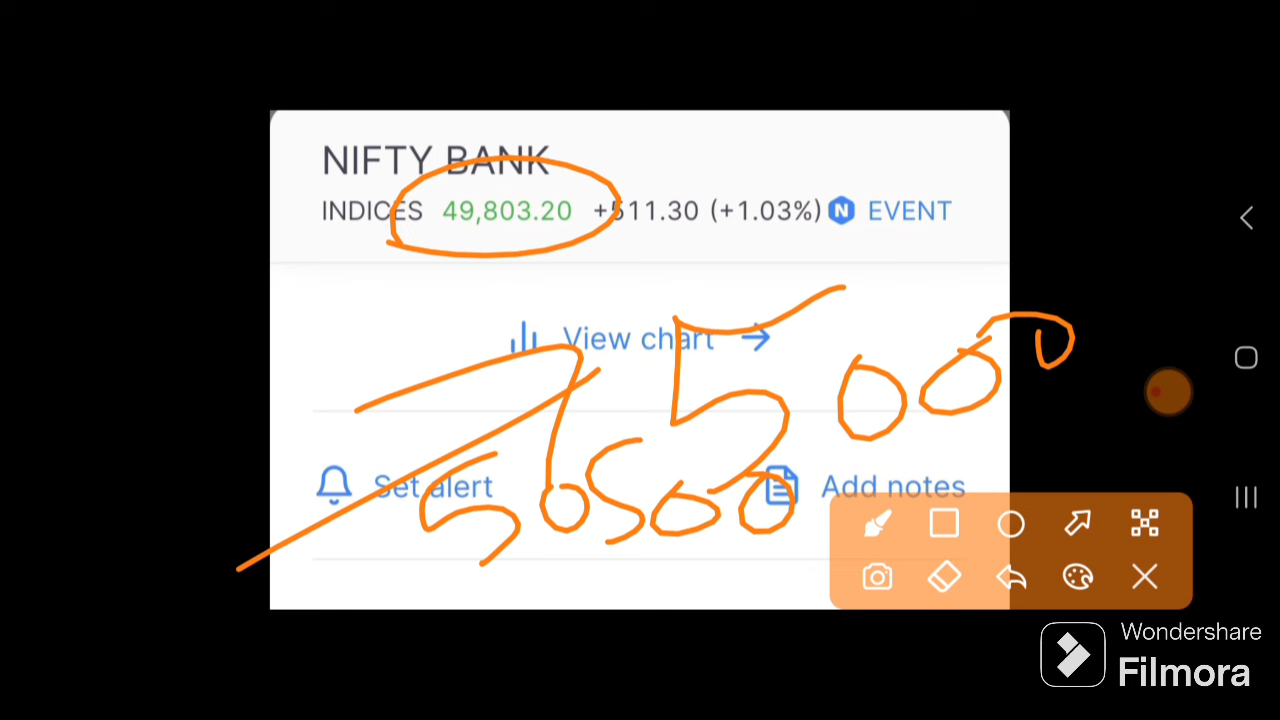 NIFTY BANK
INDICES 49,803.20 +511.30 (+1.03%) N EVENT
View chart →
75000
Set alert
50500
Add notes
Wondershare
Filmora